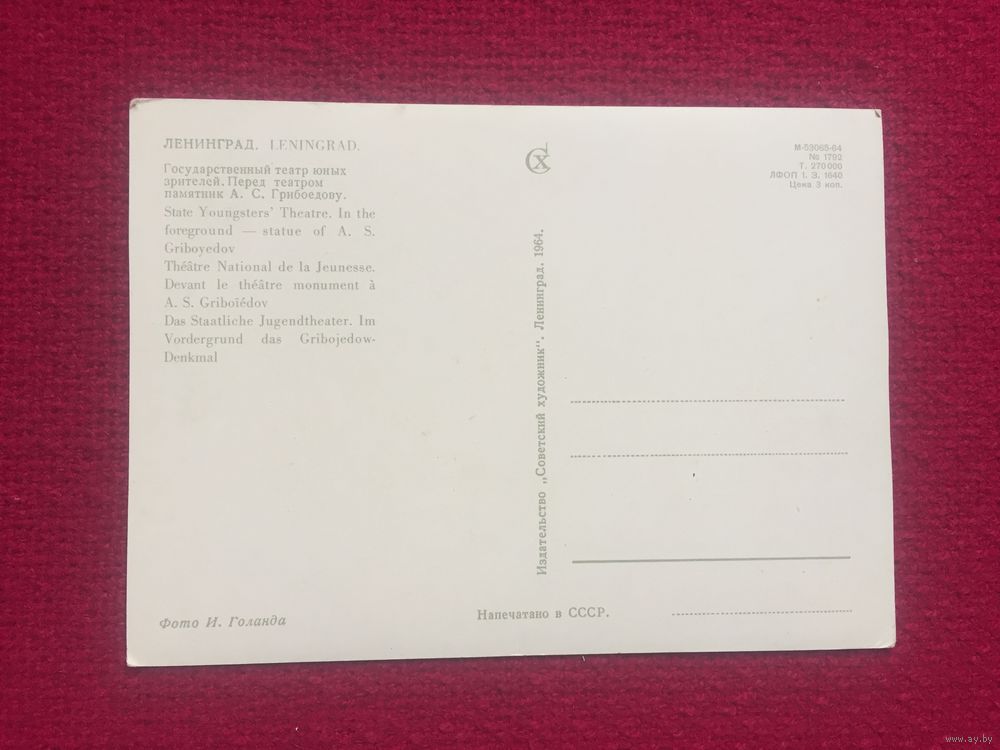 ЛЕНИНГРАД. LENINGRAD.
Государственный театр юных
зрителей. Перед театром
памятник А. С. Грибоедову.
State Youngsters' Theatre. In the
foreground — statue of A. S.
Griboyedov
Théâtre National de la Jeunesse.
Devant le théâtre monument à
A. S. Griboïédov
Das Staatliche Jugendtheater. Im
Vordergrund das Gribojedow-
Denkmal
Фото И. Голанда
СХ
Издательство „Советский художник". Ленинград. 1964.
Напечатано в СССР.
М-53065-64
№ 1792
Т. 270000
ЛФОП 1. З. 1640
Цена 3 коп.
www.ay.by